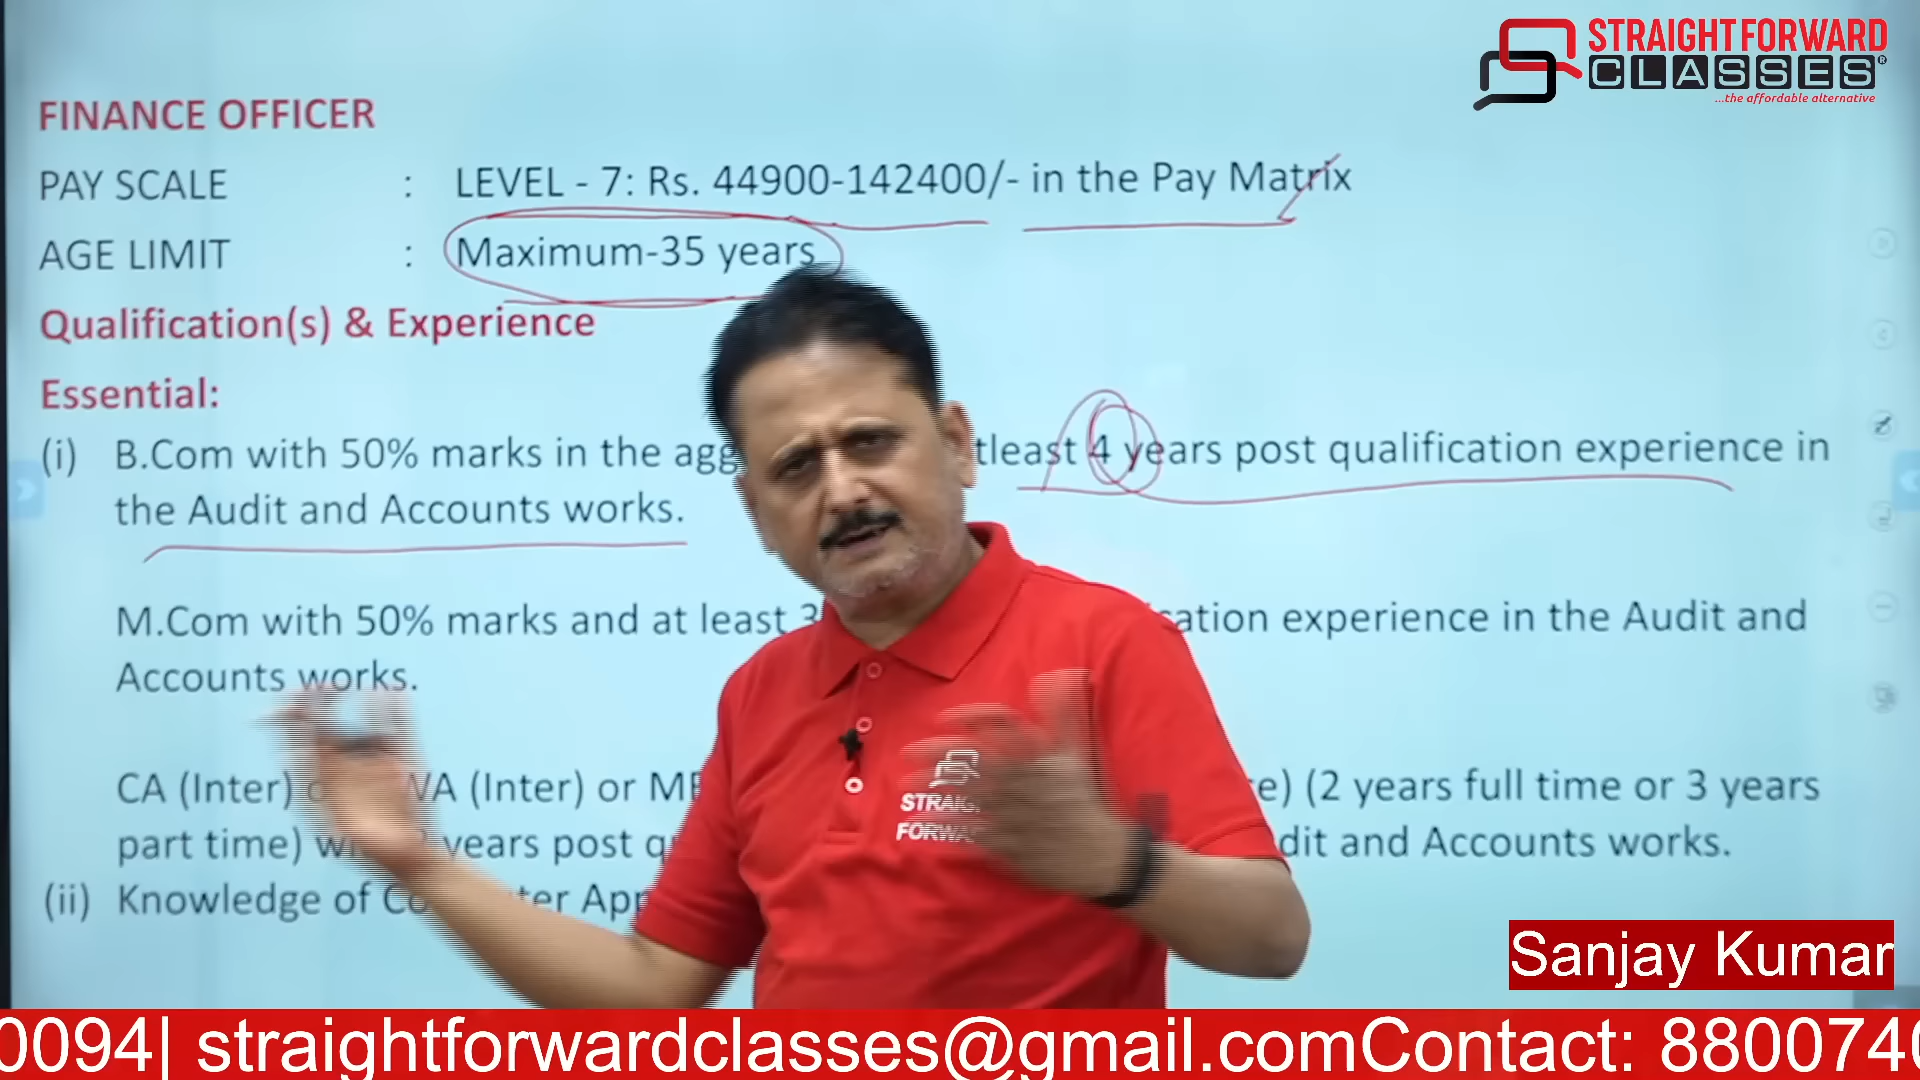 STRAIGHT FORWARD
CLASSES®
...the affordable alternative
FINANCE OFFICER
PAY SCALE : LEVEL - 7: Rs. 44900-142400/- in the Pay Matrix
AGE LIMIT : Maximum-35 years
Qualification(s) & Experience
Essential:
(i) B.Com with 50% marks in the agg tleast 4 years post qualification experience in
the Audit and Accounts works.
M.Com with 50% marks and at least 3 ation experience in the Audit and
Accounts works.
CA (Inter) WA (Inter) or e) (2 years full time or 3 years
part time) years post q dit and Accounts works.
(ii) Knowledge of App
STRAIG
FORWA
Sanjay Kumar
0094| straightforwardclasses@gmail.comContact: 880074